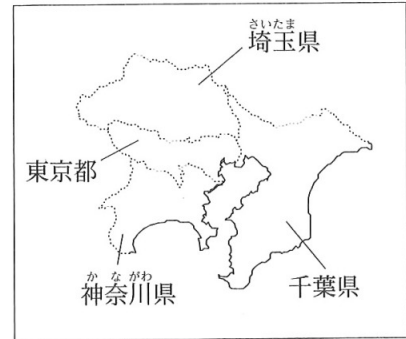 さいたま
埼玉県
東京都
か な がわ
神奈川県
千葉県